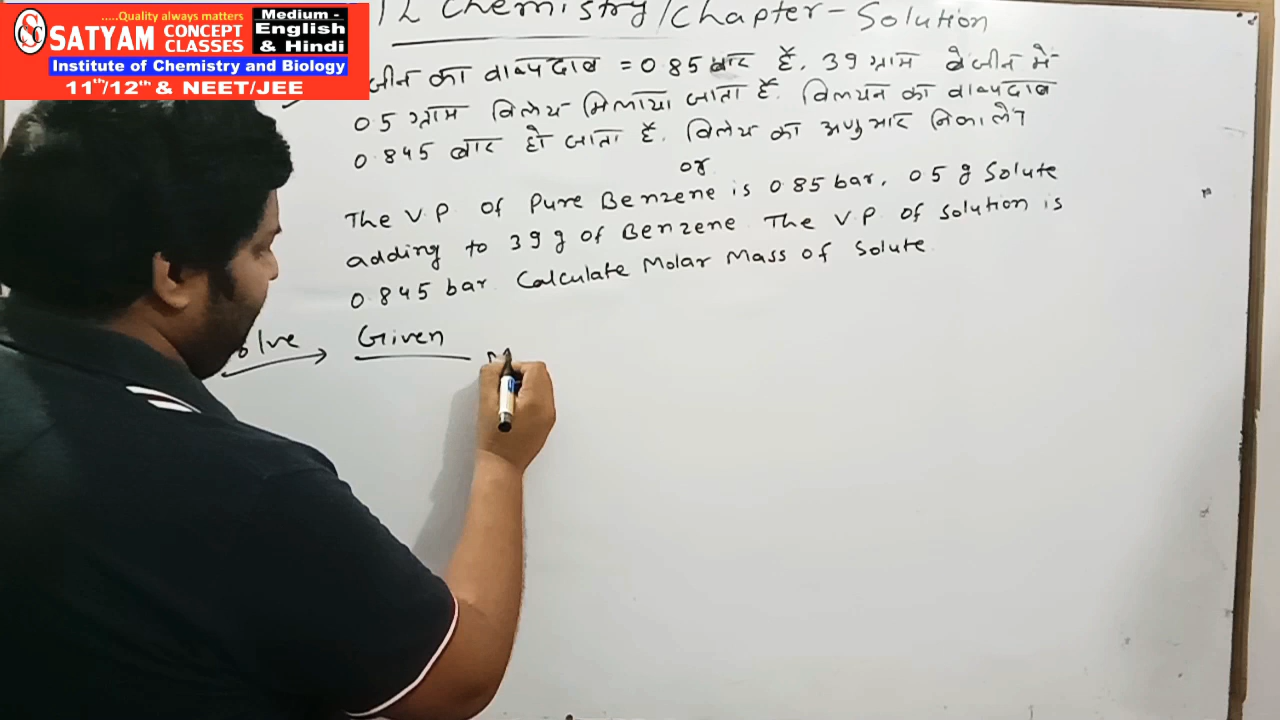 .....Quality always matters
SCC
SATYAM CONCEPT CLASSES
Medium - English & Hindi
Institute of Chemistry and Biology
11th/12th & NEET/JEE
12 Chemistry/Chapter - Solution
का वाष्पदाब = 0.85 बार है, 39 ग्राम बेंजीन में
0.5 ग्राम विलेय मिलाया जाता है. विलयन का वाष्पदाब
0.845 बार हो जाता है. विलेय का अणुभार निकालें?
or
The V.P. of Pure Benzene is 0.85 bar, 0.5 g Solute
adding to 39 g of Benzene The V.P. of Solution is
0.845 bar. Calculate Molar Mass of Solute.
Given